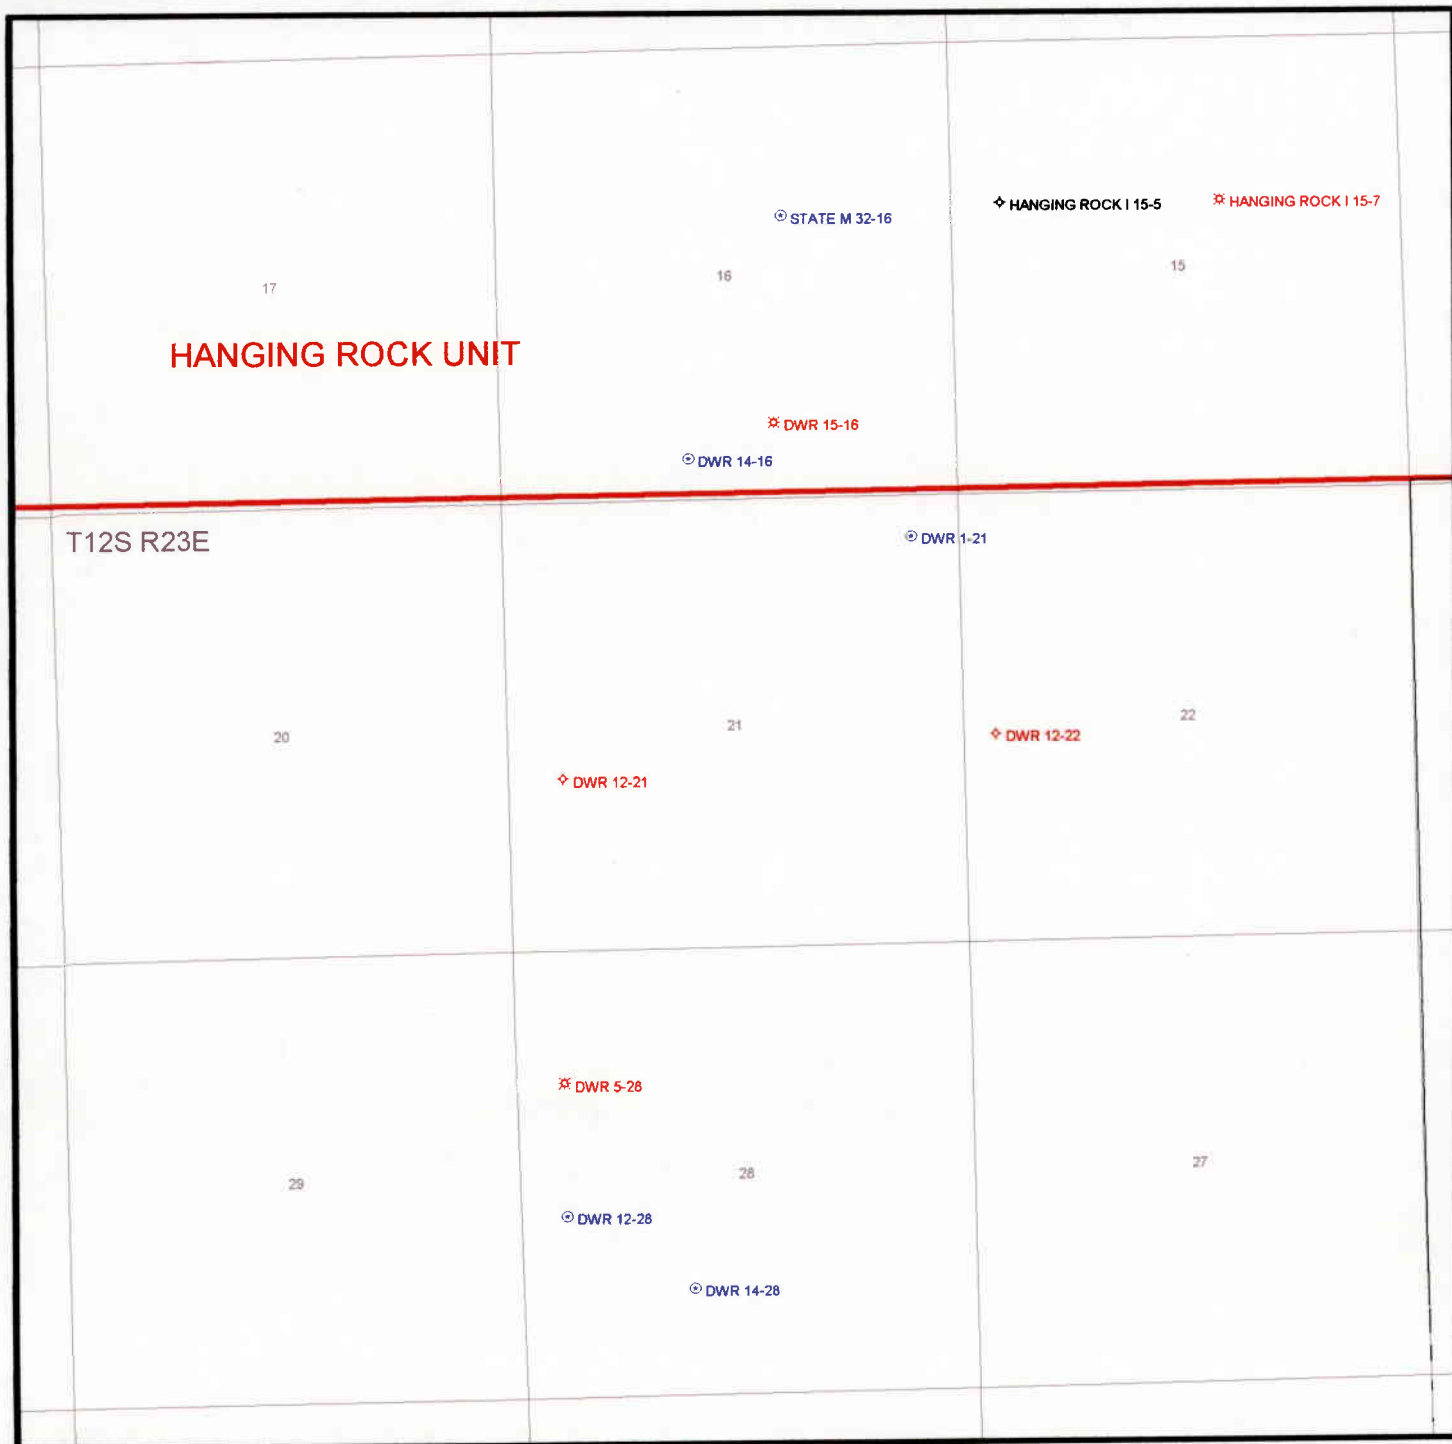 HANGING ROCK I 15-5
HANGING ROCK I 15-7
STATE M 32-16
17
16
15
HANGING ROCK UNIT
DWR 15-16
DWR 14-16
T12S R23E
DWR 1-21
20
21
22
DWR 12-22
DWR 12-21
DWR 5-28
29
28
27
DWR 12-28
DWR 14-28